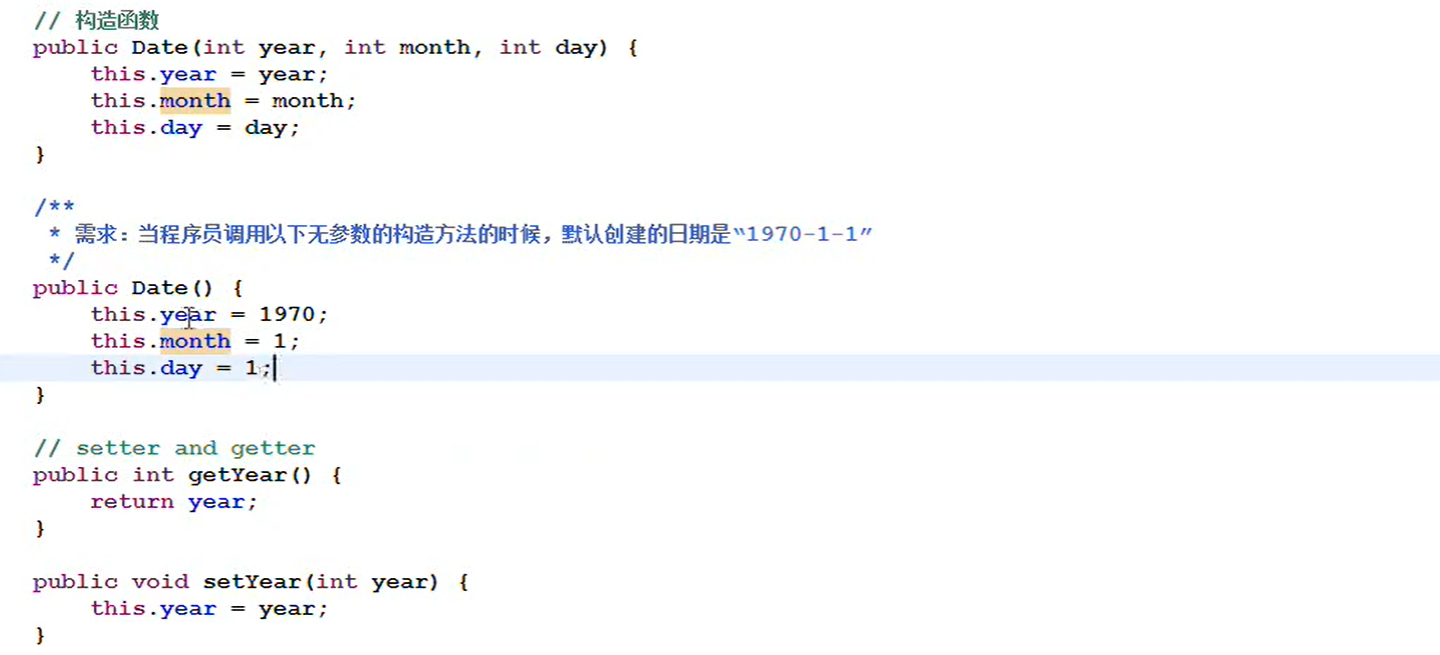 // 构造函数
public Date(int year, int month, int day) {
    this.year = year;
    this.month = month;
    this.day = day;
}
/**
 * 需求：当程序员调用以下无参数的构造方法的时候，默认创建的日期是“1970-1-1”
 */
public Date() {
    this.year = 1970;
    this.month = 1;
    this.day = 1;
}
// setter and getter
public int getYear() {
    return year;
}
public void setYear(int year) {
    this.year = year;
}